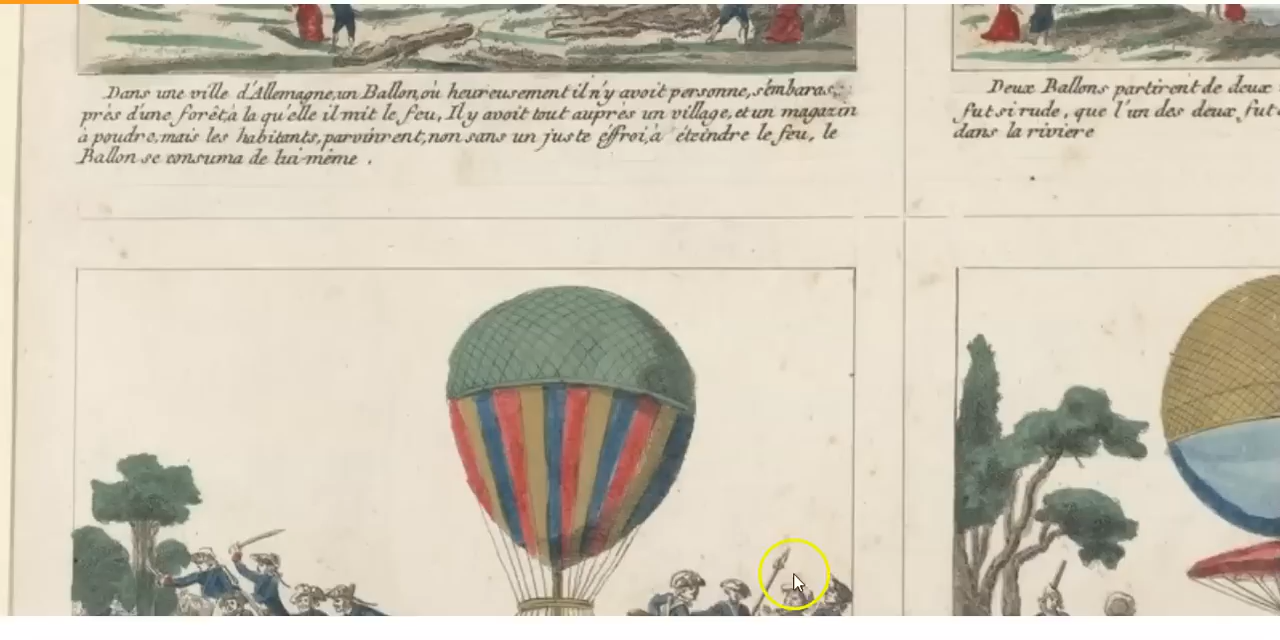 Dans une ville d'Allemagne, un Ballon, où heureusement il n'y avoit personne, s'embaras,
près d'une forêt, à la qu'elle il mit le feu, Il y avoit tout auprès un village, et un magazin
à poudre, mais les habitants, parvinrent, non sans un juste éffroi, à éteindre le feu, le
Ballon se consuma de lui-même .
Deux Ballons partirent de deux
fut si rude, que l'un des deux fut
dans la riviere